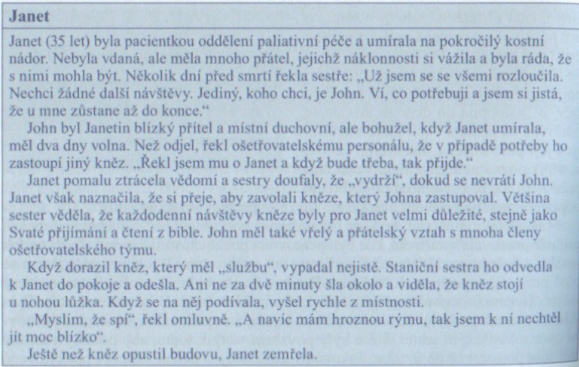 Janet
Janet (35 let) byla pacientkou oddělení paliativní péče a umírala na pokročilý kostní
nádor. Nebyla vdaná, ale měla mnoho přátel, jejichž náklonnosti si vážila a byla ráda, že
s nimi mohla být. Několik dní před smrtí řekla sestře: „Už jsem se se všemi rozloučila.
Nechci žádné další návštěvy. Jediný, koho chci, je John. Ví, co potřebuji a jsem si jistá,
že u mne zůstane až do konce.“
John byl Janetin blízký přítel a místní duchovní, ale bohužel, když Janet umírala,
měl dva dny volna. Než odjel, řekl ošetřovatelskému personálu, že v případě potřeby ho
zastoupí jiný kněz. „Řekl jsem mu o Janet a když bude třeba, tak přijde.“
Janet pomalu ztrácela vědomí a sestry doufaly, že „vydrží“, dokud se nevrátí John.
Janet však naznačila, že si přeje, aby zavolali kněze, který Johna zastupoval. Většina
sester věděla, že každodenní návštěvy kněze byly pro Janet velmi důležité, stejně jako
Svaté přijímání a čtení z bible. John měl také vřelý a přátelský vztah s mnoha členy
ošetřovatelského týmu.
Když dorazil kněz, který měl „službu“, vypadal nejistě. Staniční sestra ho odvedla
k Janet do pokoje a odešla. Ani ne za dvě minuty šla okolo a viděla, že kněz stojí
u nohou lůžka. Když se na něj podívala, vyšel rychle z místnosti.
„Myslím, že spí“, řekl omluvně. „A navíc mám hroznou rýmu, tak jsem k ní nechtěl
jít moc blízko“.
Ještě než kněz opustil budovu, Janet zemřela.